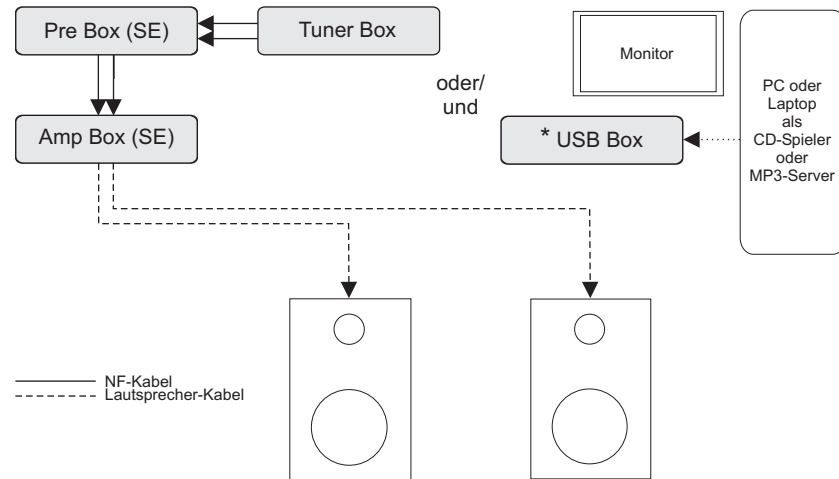 Pre Box (SE)
Tuner Box
Monitor
oder/
und
PC oder
Laptop
als
CD-Spieler
oder
MP3-Server
Amp Box (SE)
* USB Box
NF-Kabel
Lautsprecher-Kabel